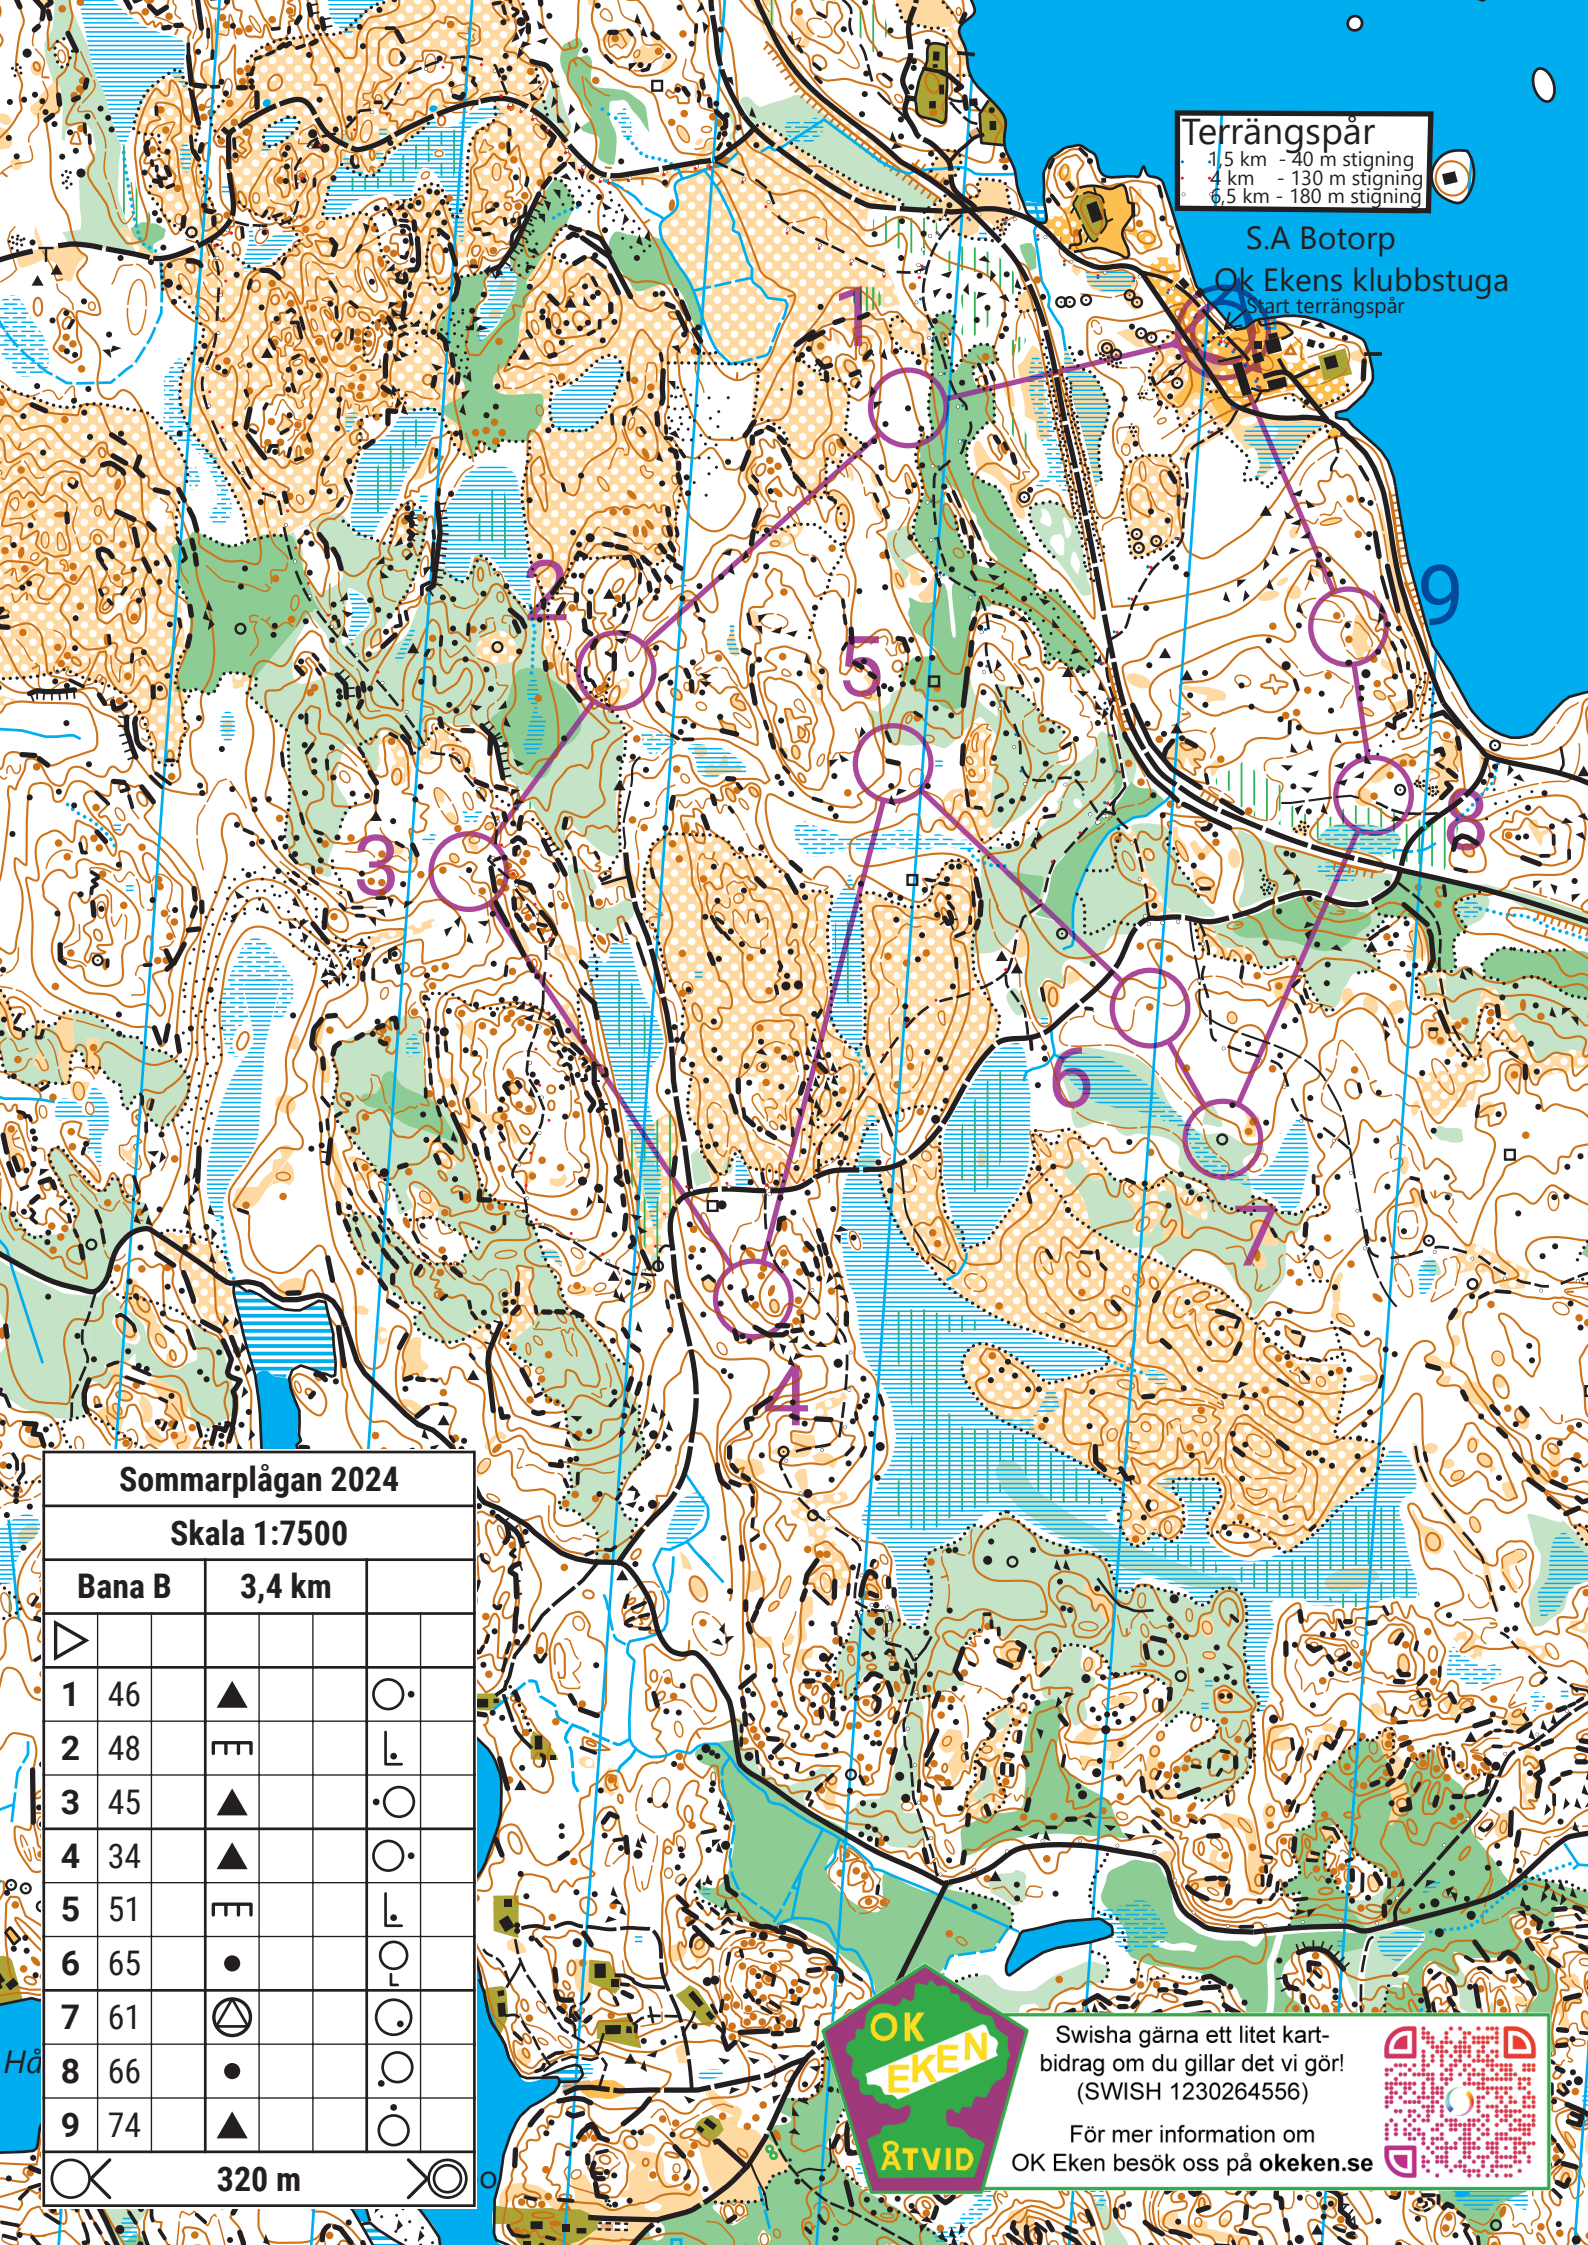 Terrängspår
1,5 km - 40 m stigning
4 km - 130 m stigning
6,5 km - 180 m stigning
S.A Botorp
Ok Ekens klubbstuga
Start terrängspår
1
2
9
5
8
3
6
7
4
Sommarplågan 2024
Skala 1:7500
Bana B 3,4 km
1 46
2 48
3 45
4 34
5 51
6 65
7 61
8 66
9 74
320 m
Hå
OK
EKEN
ÅTVID
Swisha gärna ett litet kart-
bidrag om du gillar det vi gör!
(SWISH 1230264556)
För mer information om
OK Eken besök oss på okeken.se